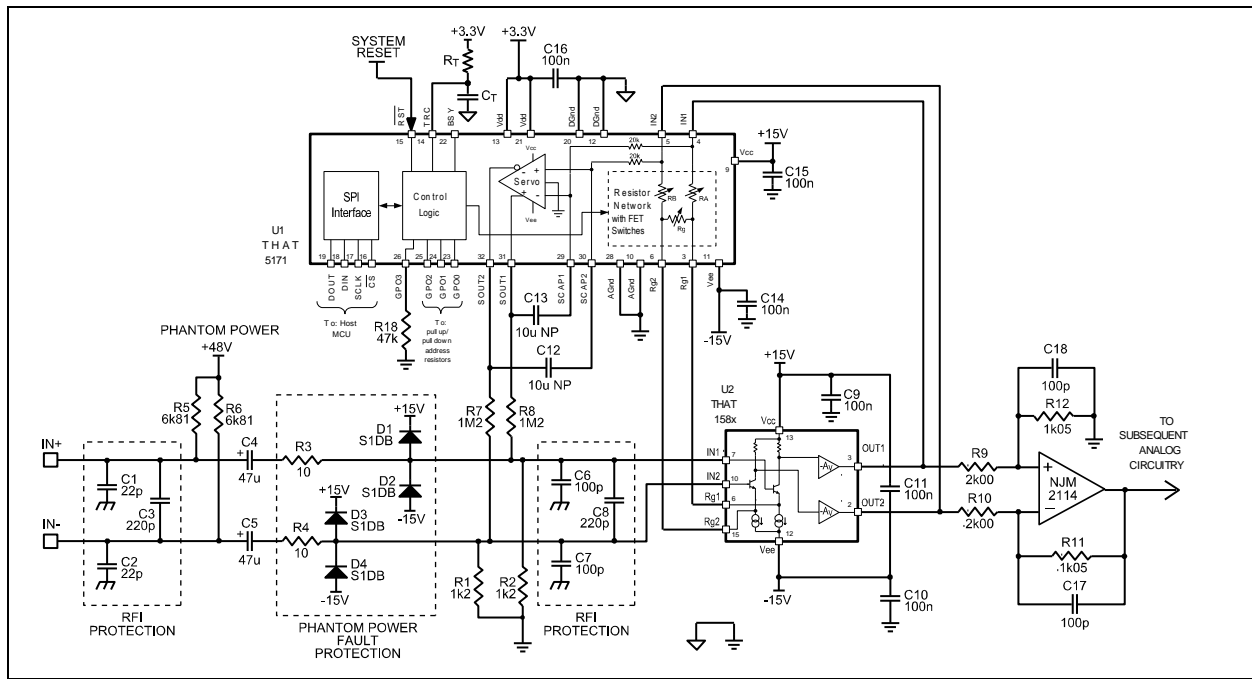 SYSTEM
RESET
+3.3V
RT
CT
+3.3V
C16
100n
RST
TRC
BSY
Vdd
Vdd
DGnd
DGnd
IN2
IN1
15
14
22
13
21
20
12
5
4
Vcc
9
+15V
C15
100n
20k
20k
Vcc
Servo
Vee
-
+
+
-
SPI
Interface
Control
Logic
Resistor
Network
with FET
Switches
RB
RA
Rg
U1
THAT
5171
19
18
17
16
26
25
24
23
32
31
29
30
28
10
6
3
11
DOUT
DIN
SCLK
CS
GPO3
GPO2
GPO1
GPO0
SOUT2
SOUT1
SCAP1
SCAP2
AGnd
AGnd
Rg2
Rg1
Vee
To: Host
MCU
To:
pull up/
pull down
address
resistors
R18
47k
C13
10u NP
C12
10u NP
C14
100n
-15V
PHANTOM POWER
+48V
R5
6k81
R6
6k81
IN+
IN-
C1
22p
C3
220p
C2
22p
RFI
PROTECTION
C4
+
47u
C5
+
47u
R3
10
R4
10
+15V
D1
S1DB
D2
S1DB
-15V
+15V
D3
S1DB
D4
S1DB
-15V
PHANTOM POWER
FAULT
PROTECTION
R7
1M2
R8
1M2
R1
1k2
R2
1k2
C6
100p
C8
220p
C7
100p
RFI
PROTECTION
+15V
C9
100n
U2
THAT
158x
Vcc
13
IN1
7
IN2
10
Rg1
6
Rg2
15
-AV
-AV
3
OUT1
2
OUT2
12
Vee
-15V
C11
100n
C10
100n
R9
2k00
R10
2k00
C18
100p
R12
1k05
+
-
NJM
2114
R11
1k05
C17
100p
TO
SUBSEQUENT
ANALOG
CIRCUITRY